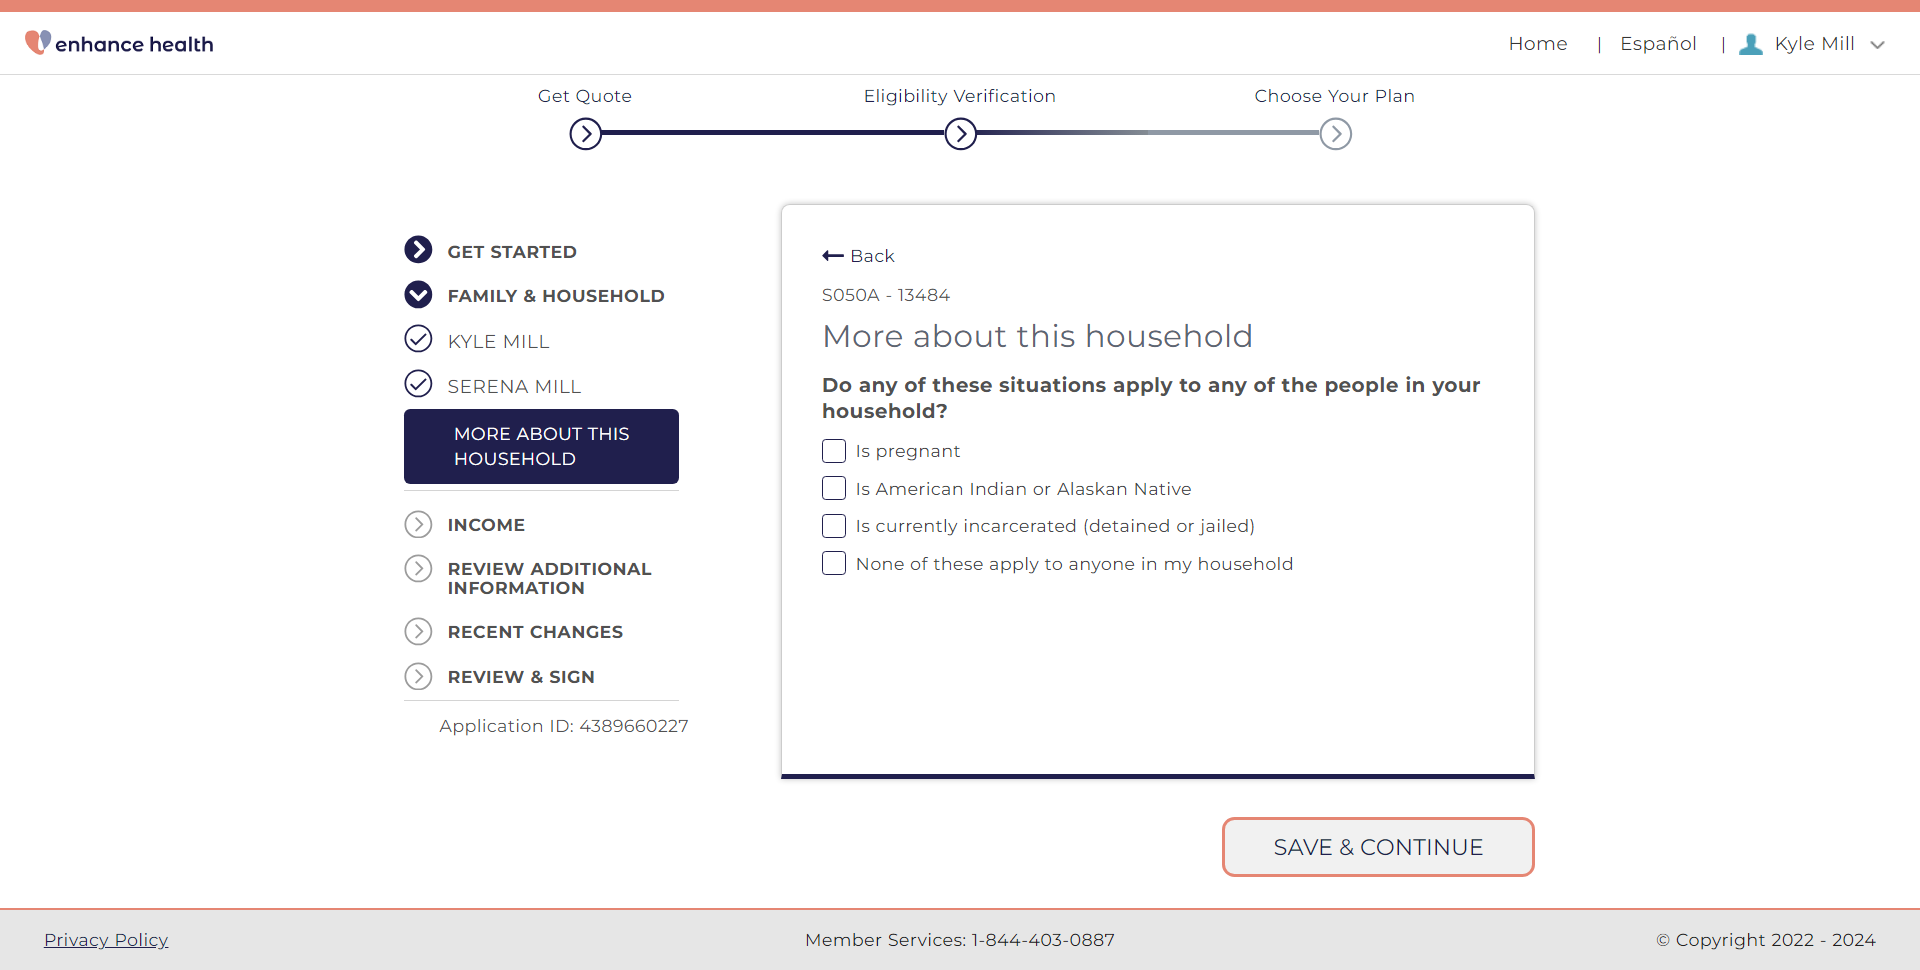 enhance health
Home | Español | Kyle Mill
Get Quote
Eligibility Verification
Choose Your Plan
GET STARTED
FAMILY & HOUSEHOLD
KYLE MILL
SERENA MILL
MORE ABOUT THIS
HOUSEHOLD
INCOME
REVIEW ADDITIONAL
INFORMATION
RECENT CHANGES
REVIEW & SIGN
Application ID: 4389660227
Back
S050A - 13484
More about this household
Do any of these situations apply to any of the people in your
household?
Is pregnant
Is American Indian or Alaskan Native
Is currently incarcerated (detained or jailed)
None of these apply to anyone in my household
SAVE & CONTINUE
Privacy Policy
Member Services: 1-844-403-0887
© Copyright 2022 - 2024